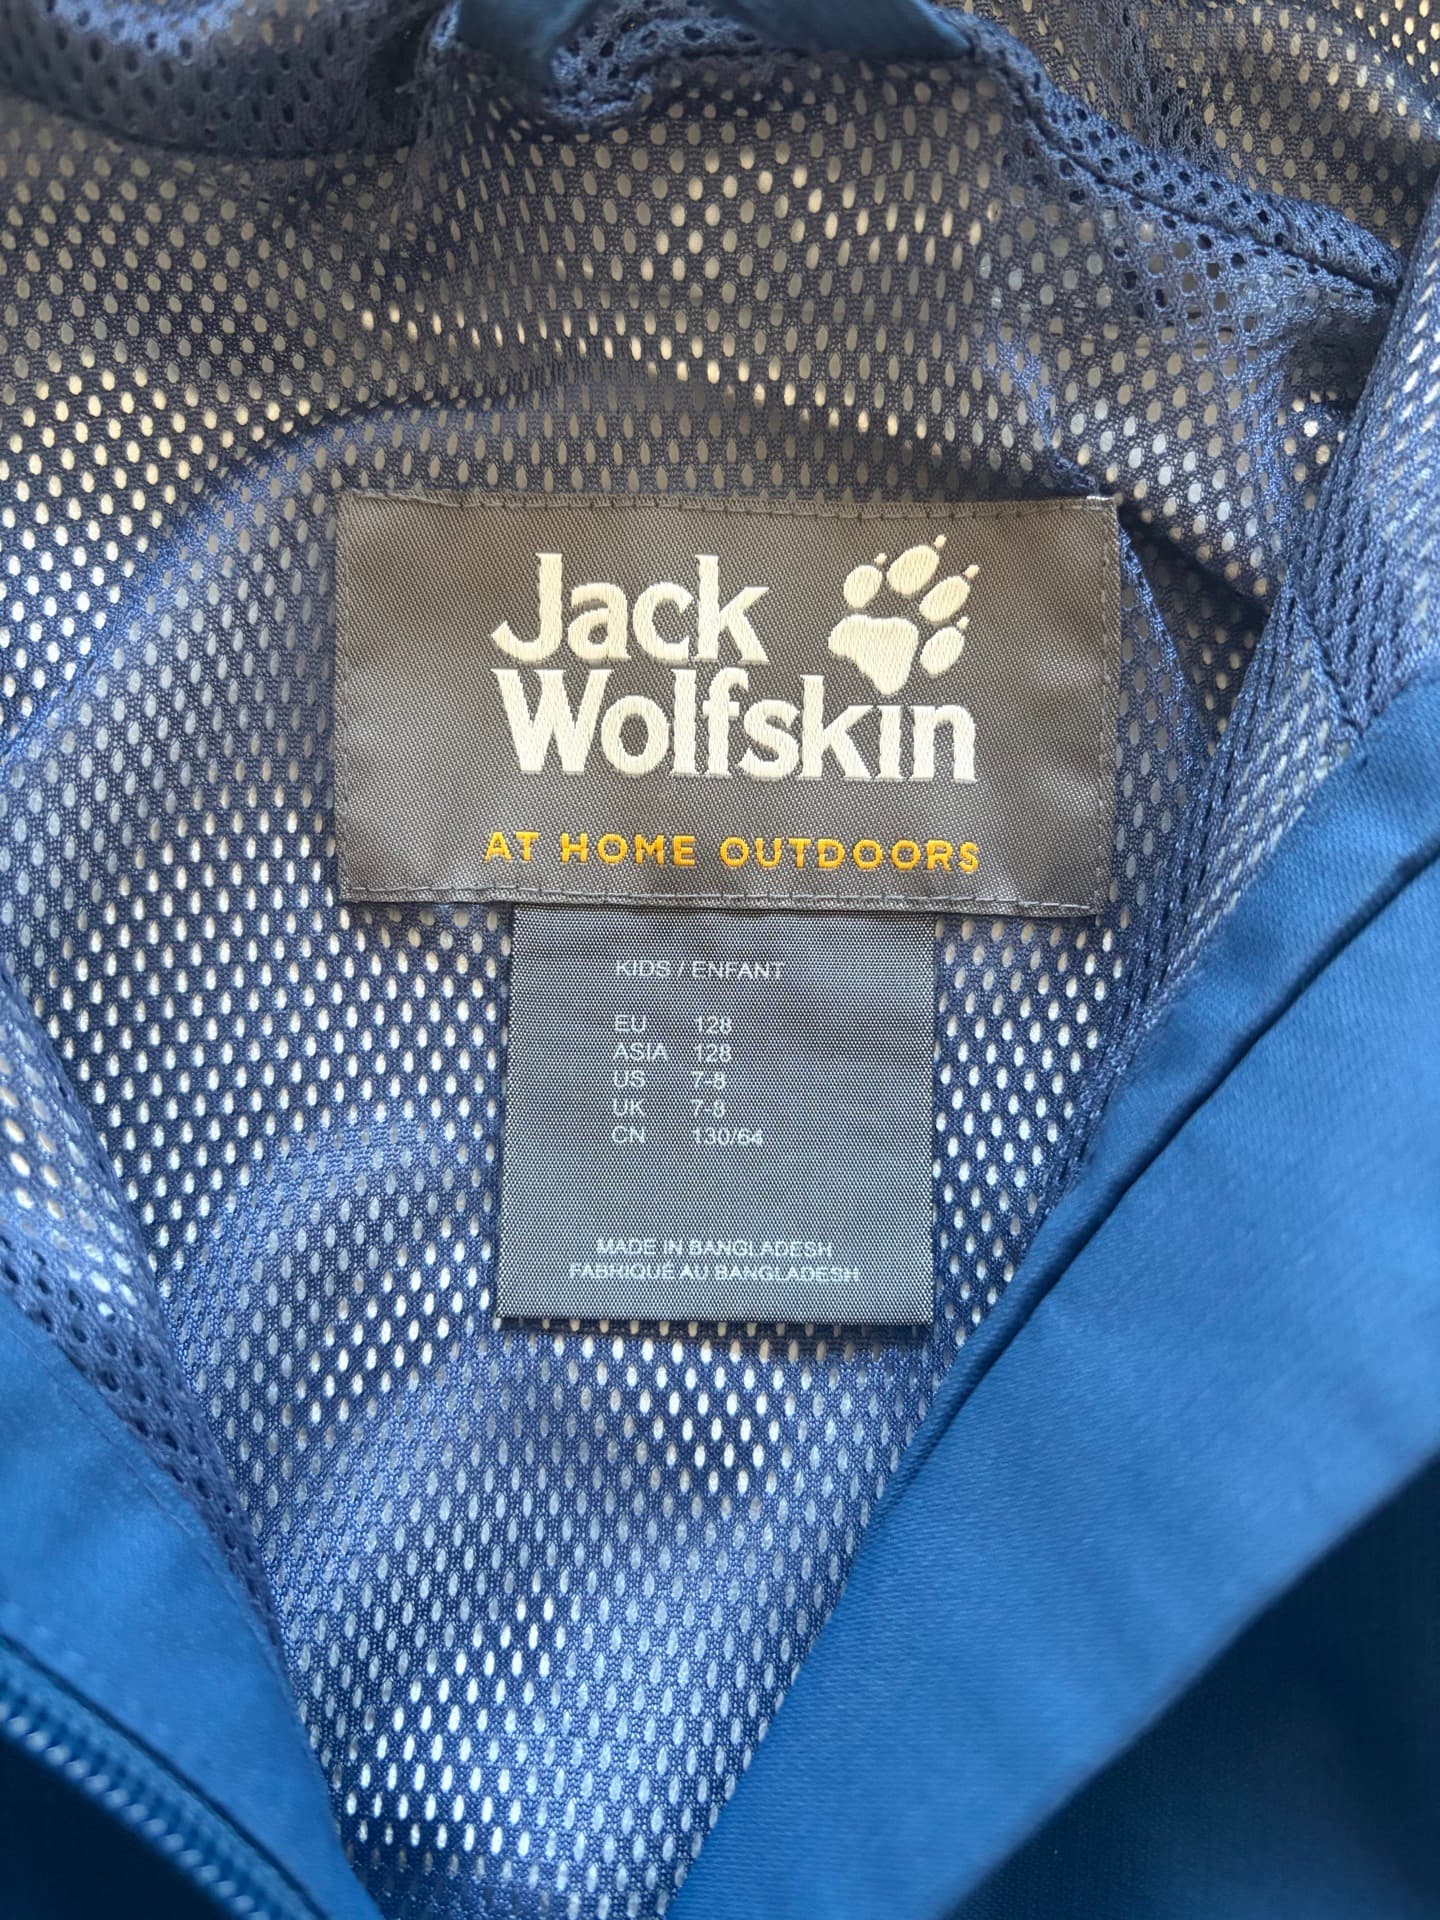 Jack
Wolfskin
AT HOME OUTDOORS
KIDS / ENFANT
EU 128
ASIA 128
US 7-8
UK 7-8
CN 130/64
MADE IN BANGLADESH
FABRIQUÉ AU BANGLADESH